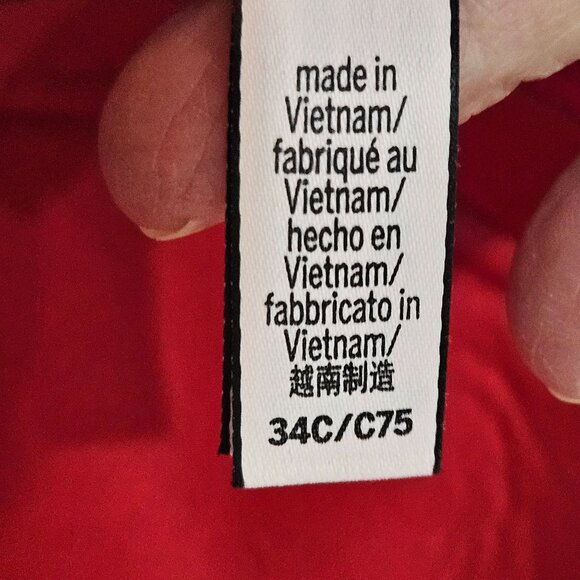 made in
Vietnam/
fabriqué au
Vietnam/
hecho en
Vietnam/
fabbricato in
Vietnam/
越南制造
34C/C75